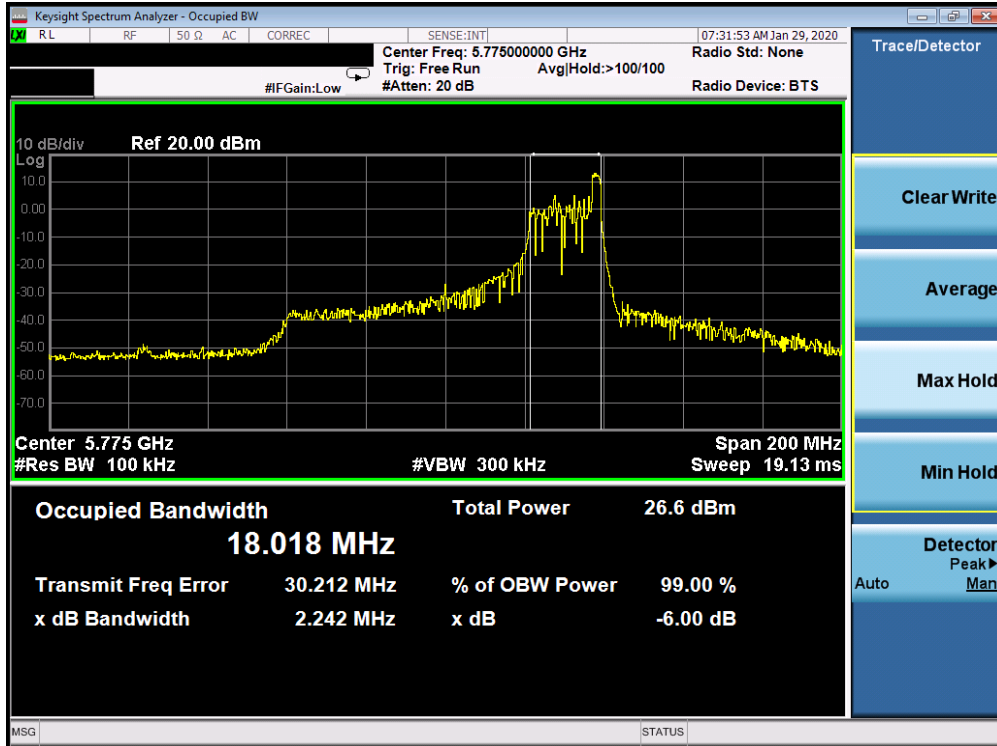 Keysight Spectrum Analyzer - Occupied BW
LXI RL RF 50 Ω AC CORREC SENSE:INT 07:31:53 AM Jan 29, 2020
Center Freq: 5.775000000 GHz Radio Std: None
Trig: Free Run Avg|Hold:>100/100
#IFGain:Low #Atten: 20 dB Radio Device: BTS
10 dB/div Ref 20.00 dBm
Log
10.0
0.00
-10.0
-20.0
-30.0
-40.0
-50.0
-60.0
-70.0
Center 5.775 GHz Span 200 MHz
#Res BW 100 kHz #VBW 300 kHz Sweep 19.13 ms
Occupied Bandwidth Total Power 26.6 dBm
18.018 MHz
Transmit Freq Error 30.212 MHz % of OBW Power 99.00 %
x dB Bandwidth 2.242 MHz x dB -6.00 dB
MSG STATUS
Trace/Detector
Clear Write
Average
Max Hold
Min Hold
Detector
Peak▶
Auto Man